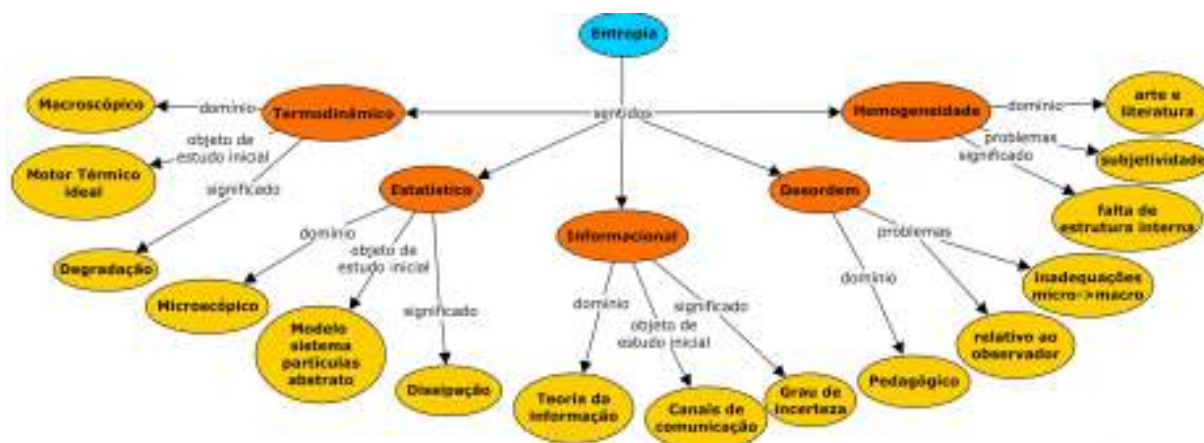 Entropia
sentidos
Termodinâmico
domínio
Macroscópico
objeto de
estudo inicial
Motor Térmico
ideal
significado
Degradação
Estatístico
domínio
Microscópico
objeto de
estudo inicial
Modelo
sistema
partículas
abstrato
significado
Dissipação
Informacional
domínio
Teoria da
informação
objeto de
estudo inicial
Canais de
comunicação
significado
Grau de
incerteza
Desordem
domínio
Pedagógico
problemas
relativo ao
observador
inadequações
micro->macro
Homogeneidade
domínio
arte e
literatura
problemas
subjetividade
significado
falta de
estrutura interna